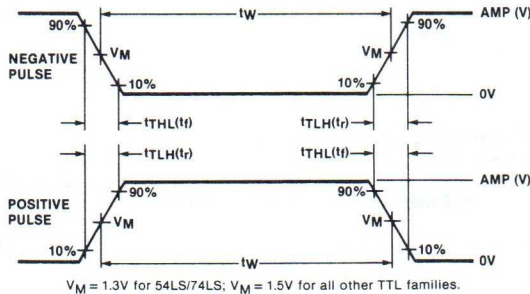 tW
AMP (V)
90%
90%
VM
VM
NEGATIVE
PULSE
10%
10%
0V
tTHL(tf)
tTLH(tr)
tTLH(tr)
tTHL(tf)
AMP (V)
90%
90%
POSITIVE
PULSE
VM
VM
10%
10%
0V
tW
VM = 1.3V for 54LS/74LS; VM = 1.5V for all other TTL families.